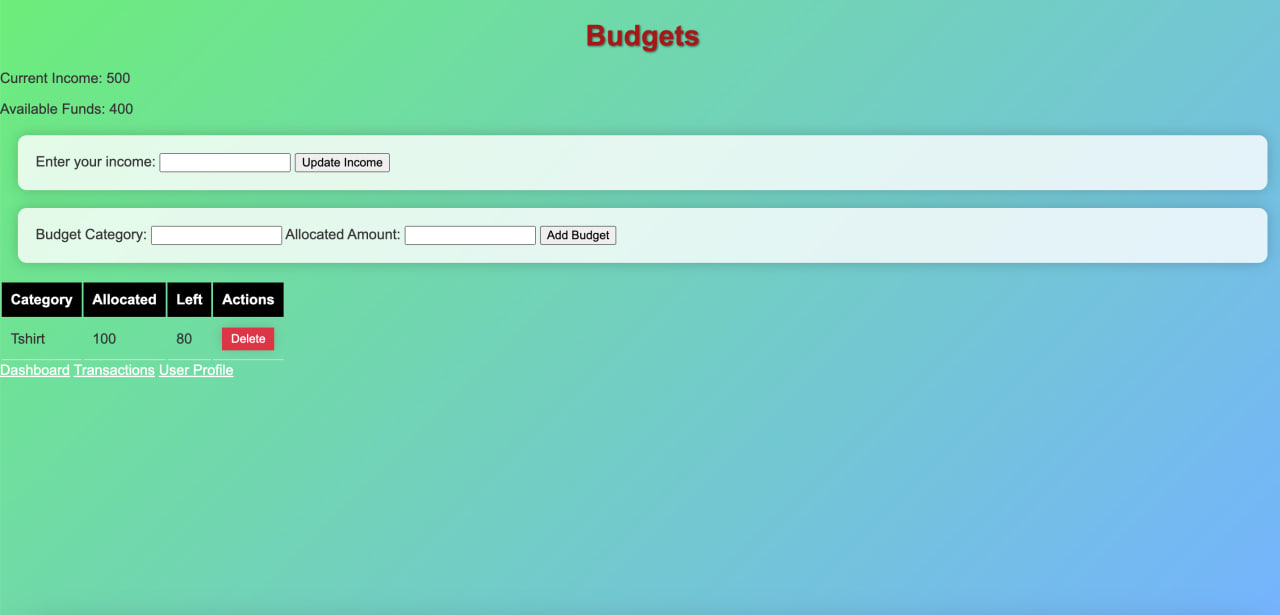 Budgets
Current Income: 500
Available Funds: 400
Enter your income: Update Income
Budget Category: Allocated Amount: Add Budget
Category Allocated Left Actions
Tshirt 100 80 Delete
Dashboard Transactions User Profile